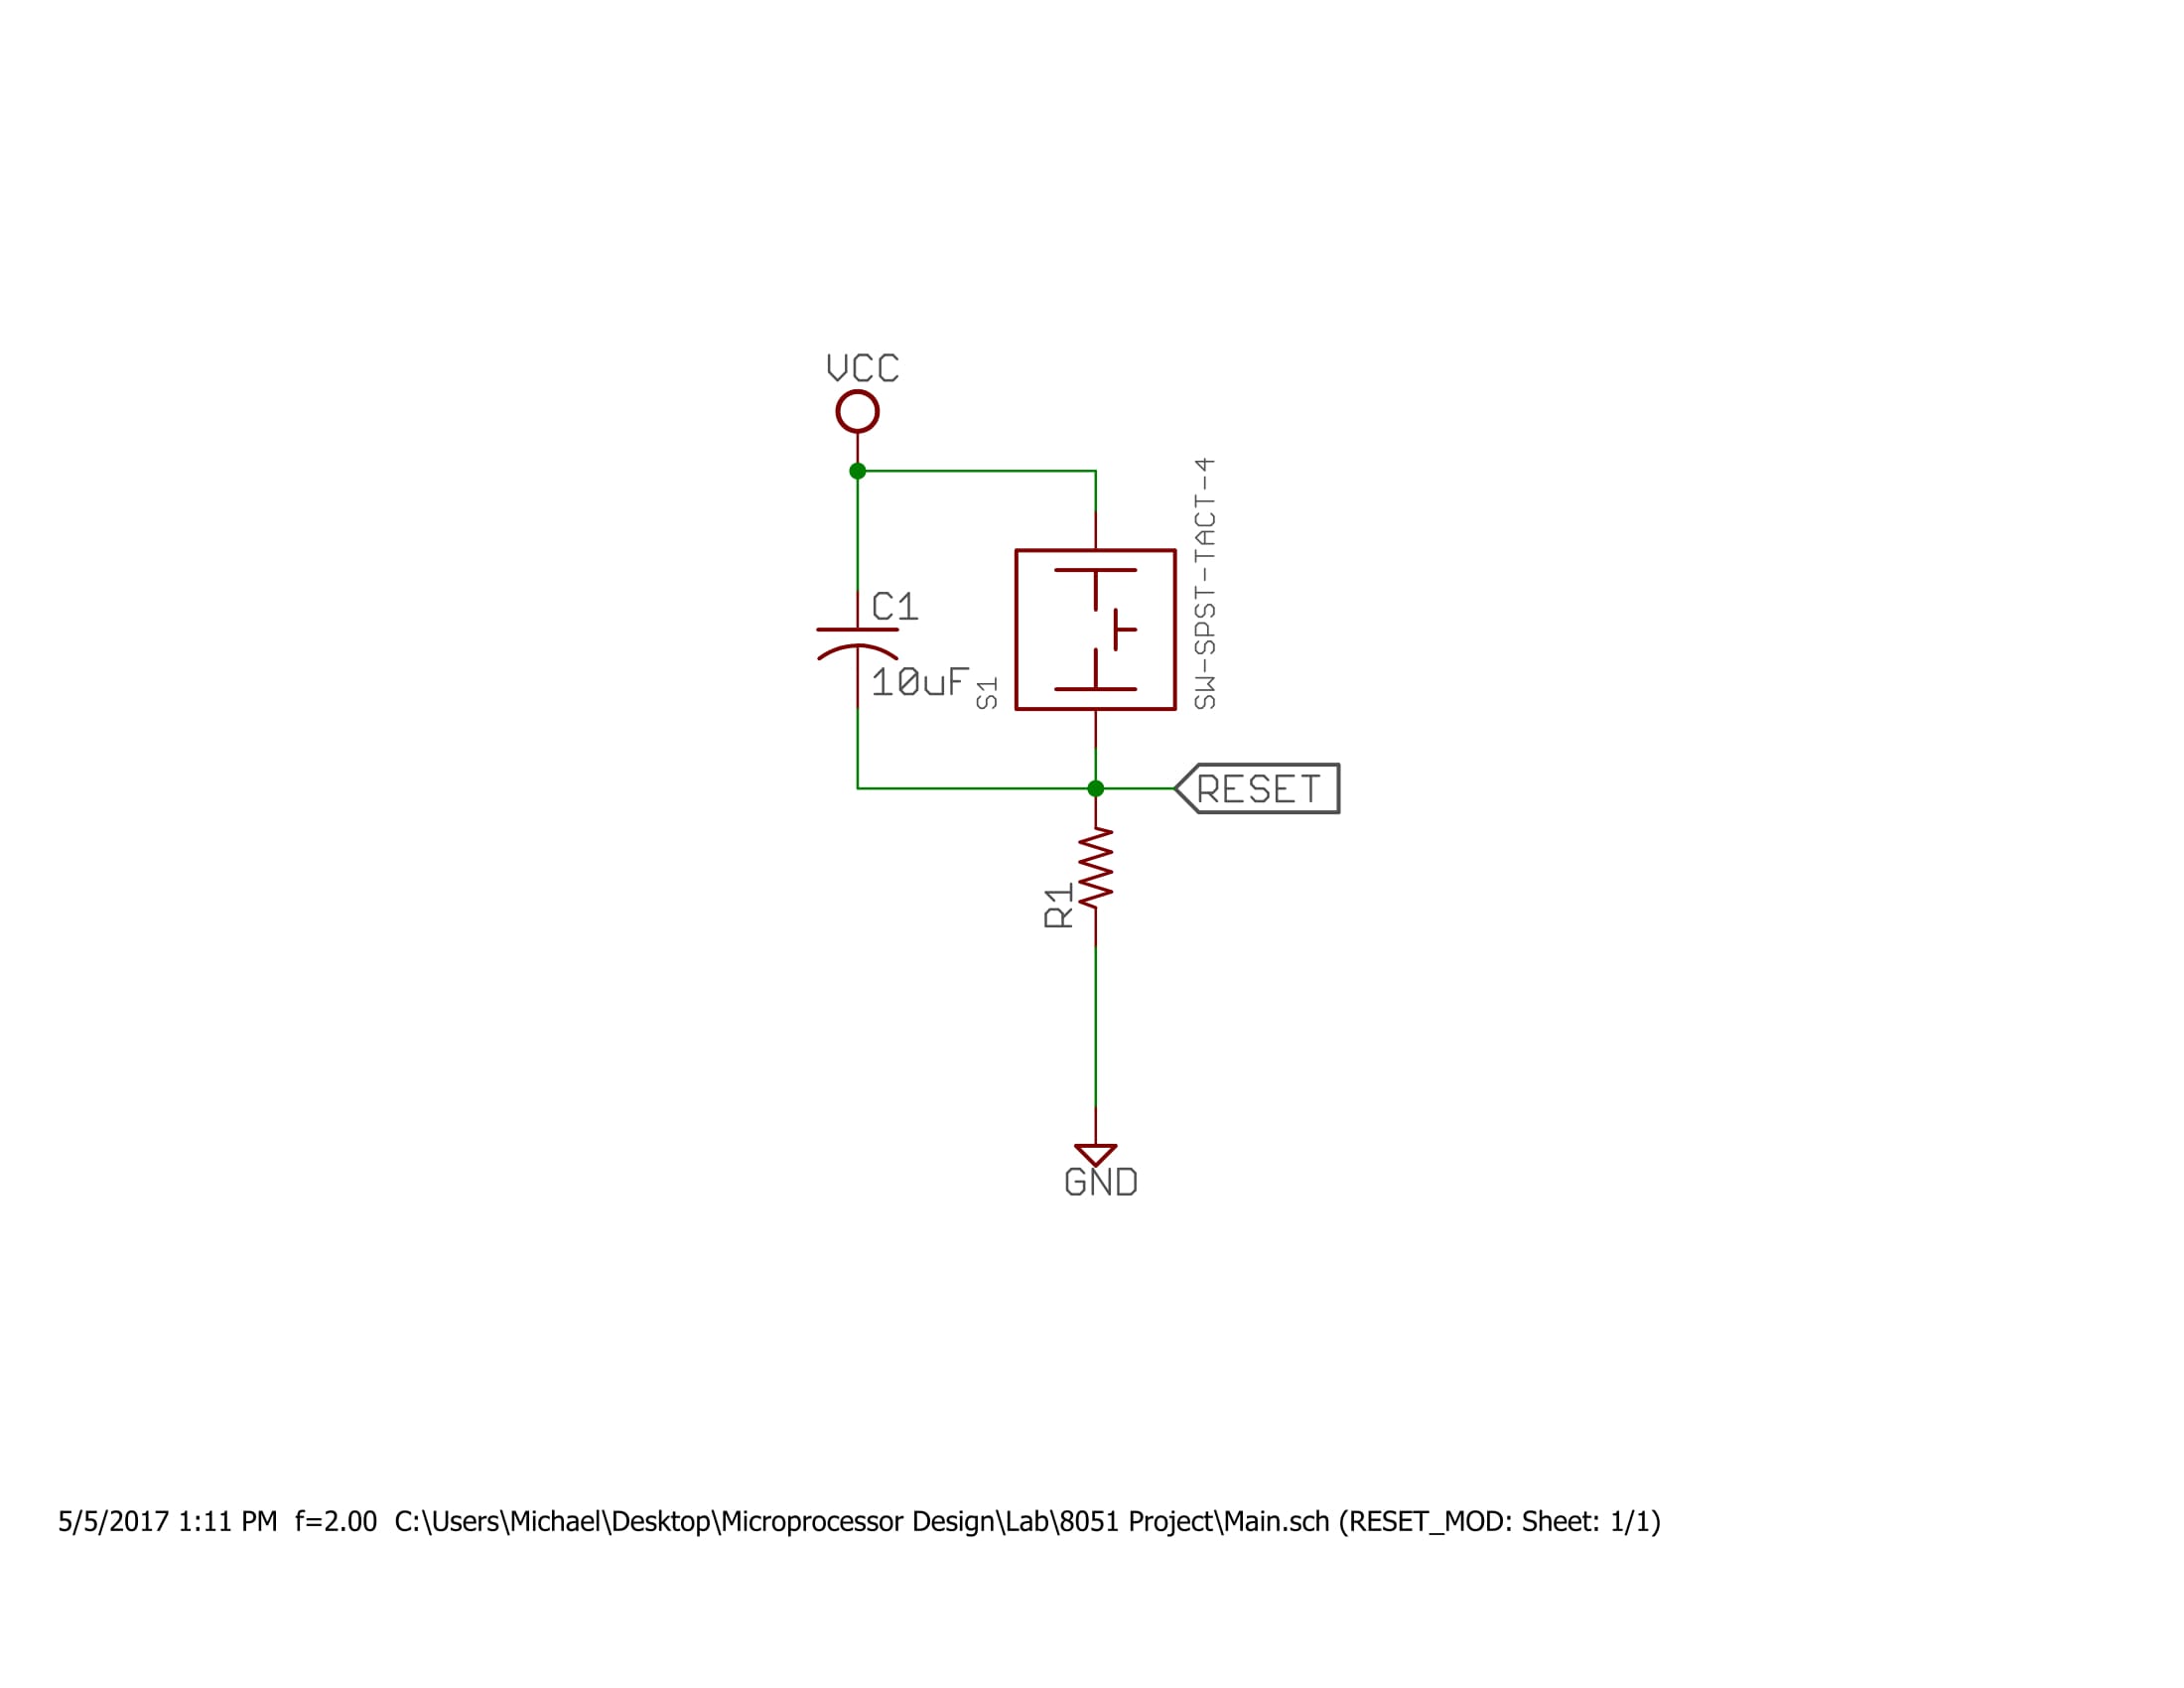 VCC
SW-SPST-TACT-4
C1
10uF
S1
RESET
R1
GND
5/5/2017 1:11 PM  f=2.00  C:\Users\Michael\Desktop\Microprocessor Design\Lab\8051 Project\Main.sch (RESET_MOD: Sheet: 1/1)